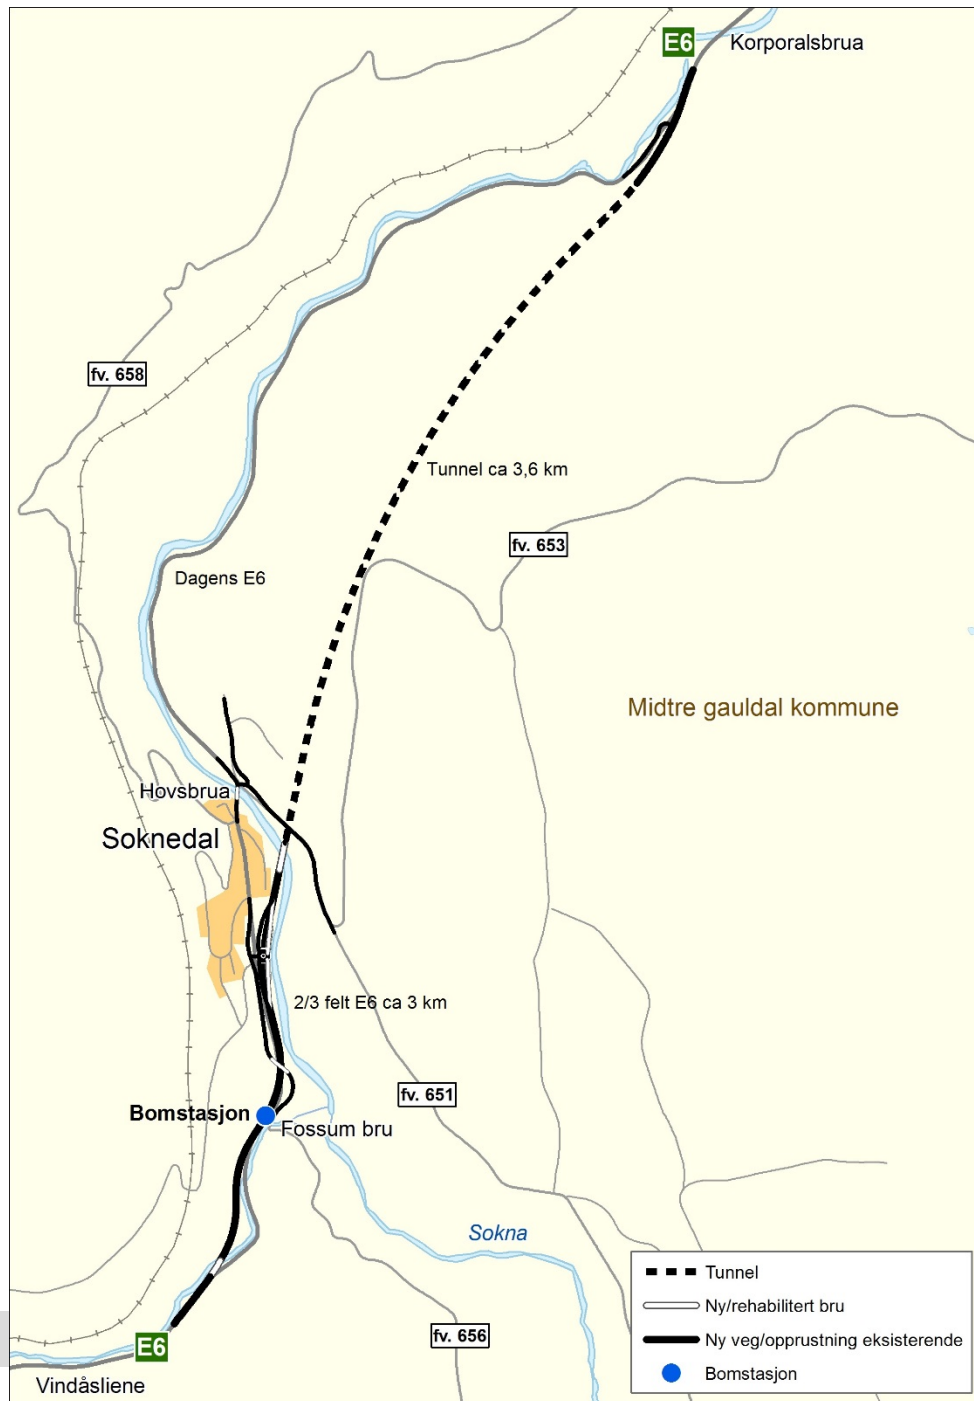 E6
Korporalsbrua
fv. 658
Tunnel ca 3,6 km
fv. 653
Dagens E6
Midtre gauldal kommune
Hovsbrua
Soknedal
2/3 felt E6 ca 3 km
fv. 651
Bomstasjon
Fossum bru
Sokna
Tunnel
Ny/rehabilitert bru
Ny veg/opprustning eksisterende
Bomstasjon
fv. 656
E6
Vindåsliene